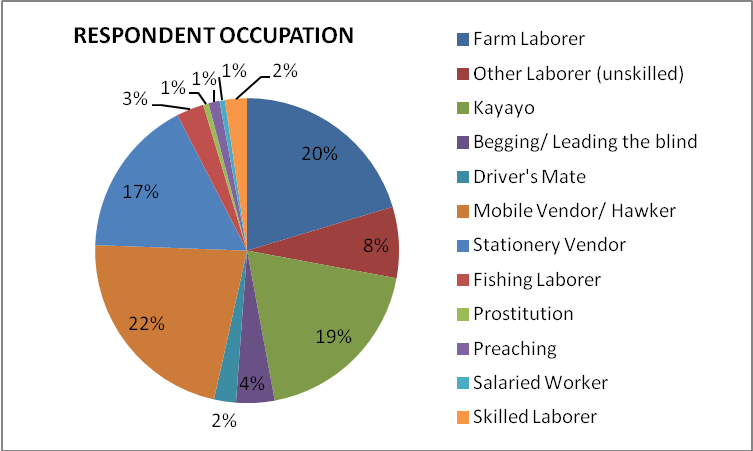 RESPONDENT OCCUPATION
20%
8%
19%
4%
2%
22%
17%
3%
1%
1%
1%
2%
Farm Laborer
Other Laborer (unskilled)
Kayayo
Begging/ Leading the blind
Driver's Mate
Mobile Vendor/ Hawker
Stationery Vendor
Fishing Laborer
Prostitution
Preaching
Salaried Worker
Skilled Laborer